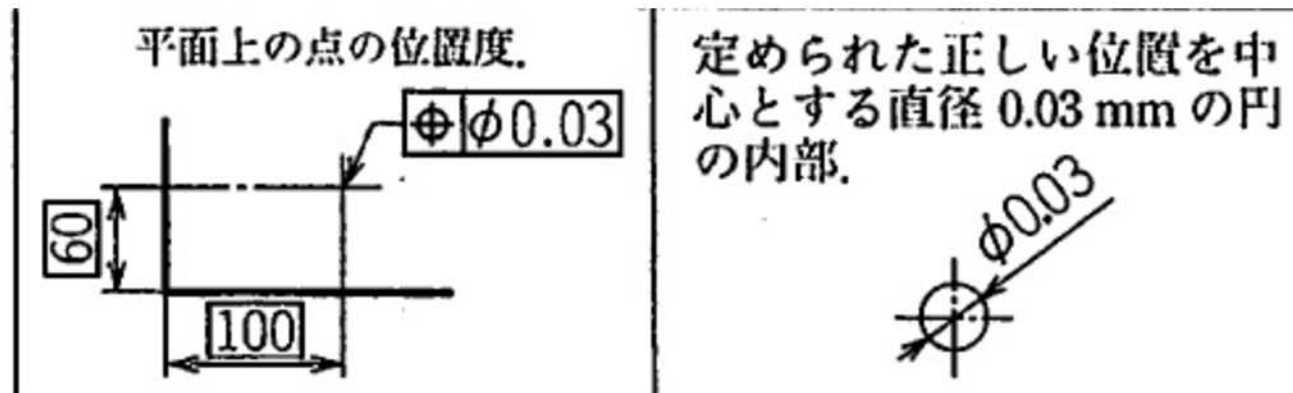 平面上の点の位置度.
⌖ φ0.03
60
100
定められた正しい位置を中
心とする直径 0.03 mm の円
の内部.
φ0.03